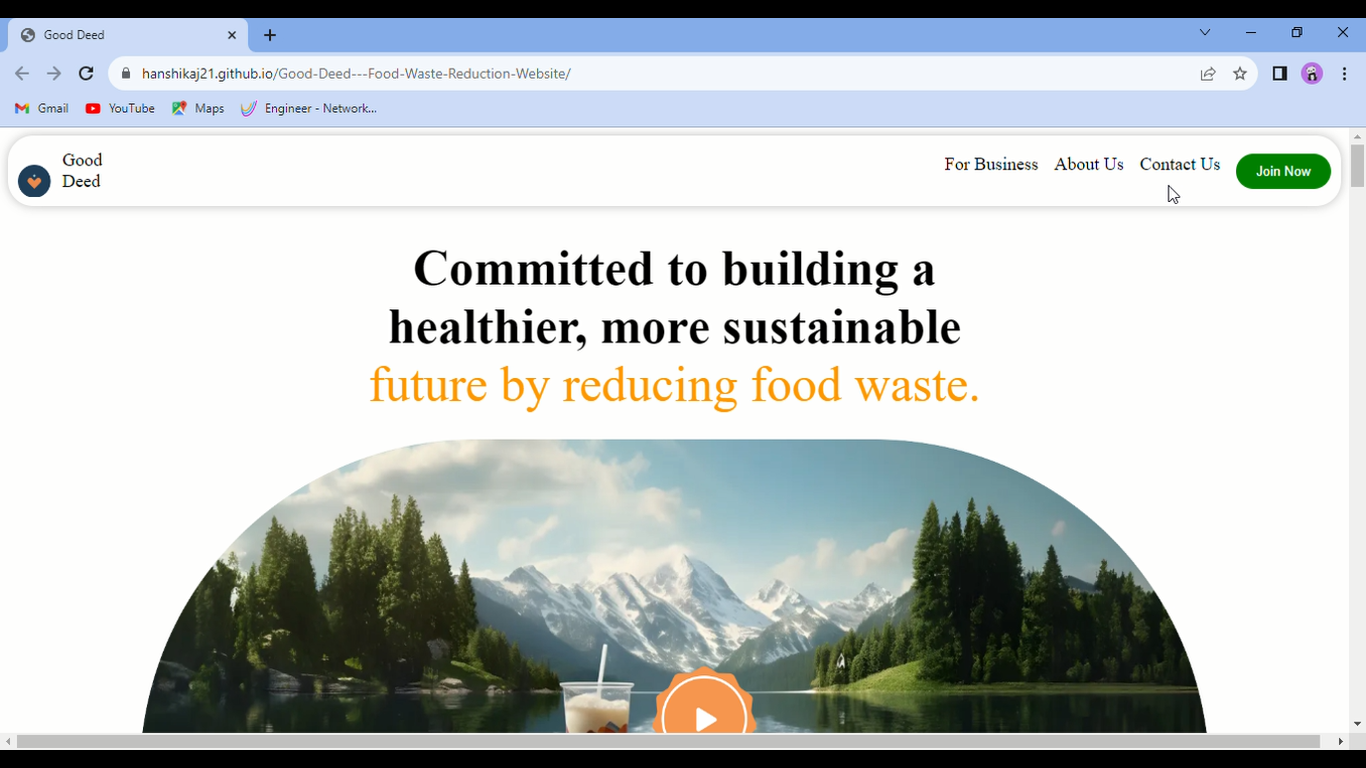 Good Deed
hanshikaj21.github.io/Good-Deed---Food-Waste-Reduction-Website/
Gmail YouTube Maps Engineer - Network...
Good
Deed
For Business About Us Contact Us Join Now
Committed to building a
healthier, more sustainable
future by reducing food waste.